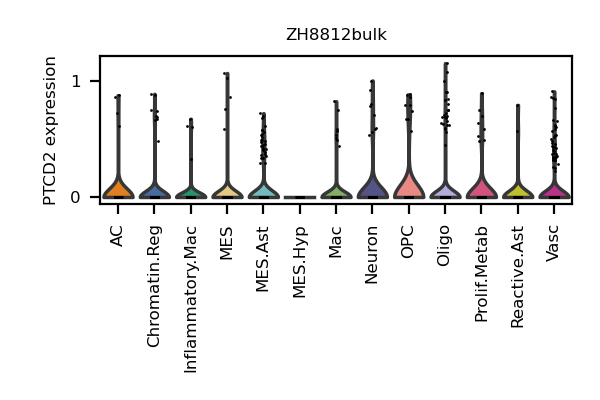 ZH8812bulk
PTCD2 expression
1
0
AC
Chromatin.Reg
Inflammatory.Mac
MES
MES.Ast
MES.Hyp
Mac
Neuron
OPC
Oligo
Prolif.Metab
Reactive.Ast
Vasc